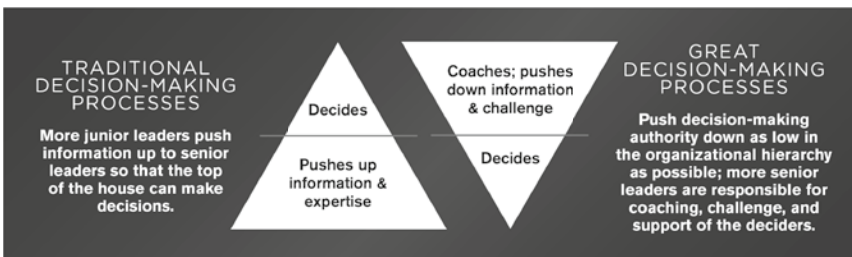 TRADITIONAL
DECISION-MAKING
PROCESSES
More junior leaders push
information up to senior
leaders so that the top
of the house can make
decisions.
Decides
Pushes up
information &
expertise
Coaches; pushes
down information
& challenge
Decides
GREAT
DECISION-MAKING
PROCESSES
Push decision-making
authority down as low in
the organizational hierarchy
as possible; more senior
leaders are responsible for
coaching, challenge, and
support of the deciders.